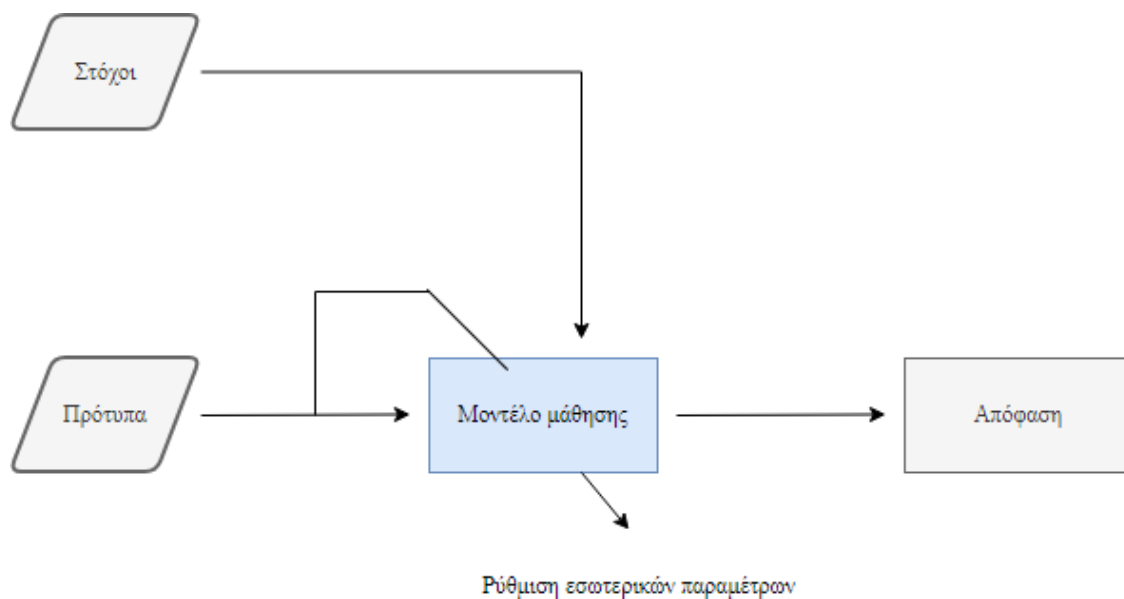 Στόχοι
Πρότυπα
Μοντέλο μάθησης
Απόφαση
Ρύθμιση εσωτερικών παραμέτρων